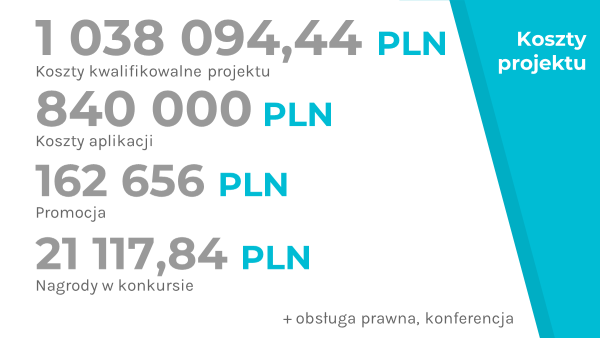 1 038 094,44 PLN
Koszty kwalifikowalne projektu
840 000 PLN
Koszty aplikacji
162 656 PLN
Promocja
21 117,84 PLN
Nagrody w konkursie
+ obsługa prawna, konferencja
Koszty
projektu